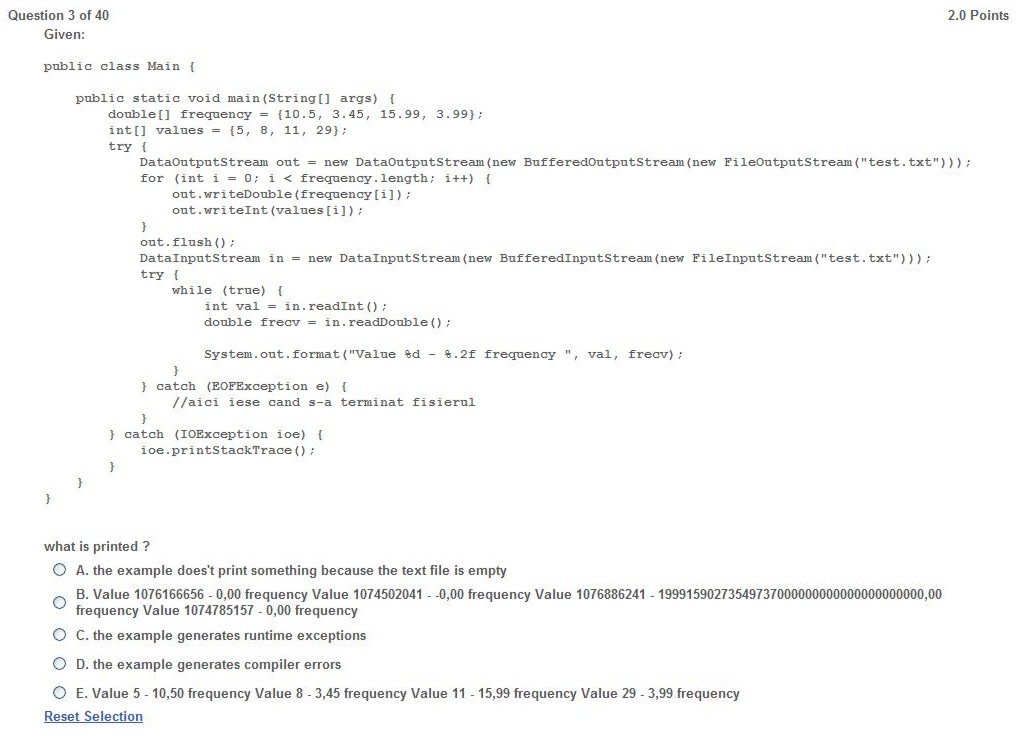 Question 3 of 40
2.0 Points
Given:
public class Main {
public static void main(String[] args) {
double[] frequency = {10.5, 3.45, 15.99, 3.99};
int[] values = {5, 8, 11, 29};
try {
DataOutputStream out = new DataOutputStream(new BufferedOutputStream(new FileOutputStream("test.txt")));
for (int i = 0; i < frequency.length; i++) {
out.writeDouble(frequency[i]);
out.writeInt(values[i]);
}
out.flush();
DataInputStream in = new DataInputStream(new BufferedInputStream(new FileInputStream("test.txt")));
try {
while (true) {
int val = in.readInt();
double frecv = in.readDouble();
System.out.format("Value %d - %.2f frequency ", val, frecv);
}
} catch (EOFException e) {
//aici iese cand s-a terminat fisierul
}
} catch (IOException ioe) {
ioe.printStackTrace();
}
}
}
what is printed ?
A. the example does't print something because the text file is empty
B. Value 1076166656 - 0,00 frequency Value 1074502041 - -0,00 frequency Value 1076886241 - 199915902735497370000000000000000000000,00
frequency Value 1074785157 - 0,00 frequency
C. the example generates runtime exceptions
D. the example generates compiler errors
E. Value 5 - 10,50 frequency Value 8 - 3,45 frequency Value 11 - 15,99 frequency Value 29 - 3,99 frequency
Reset Selection